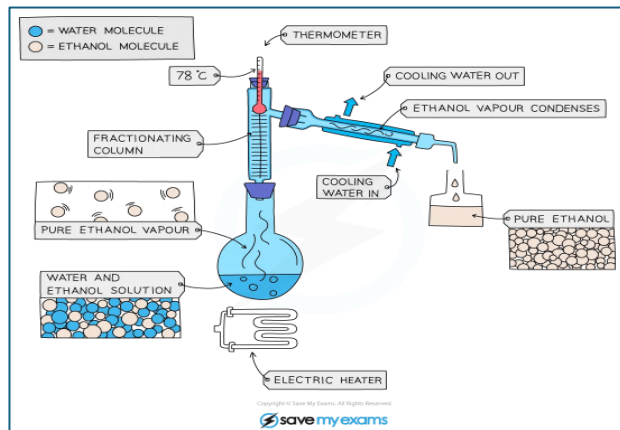 = WATER MOLECULE
= ETHANOL MOLECULE
THERMOMETER
78 °C
COOLING WATER OUT
ETHANOL VAPOUR CONDENSES
FRACTIONATING
COLUMN
COOLING
WATER IN
PURE ETHANOL VAPOUR
PURE ETHANOL
WATER AND
ETHANOL SOLUTION
ELECTRIC HEATER
Copyright © Save My Exams. All Rights Reserved
save my exams